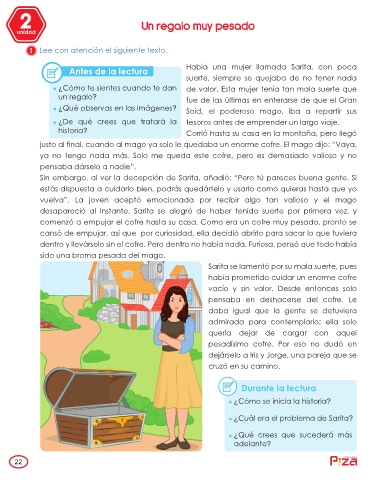 2
unidad
Un regalo muy pesado
1 Lee con atención el siguiente texto.
Antes de la lectura
¿Cómo te sientes cuando te dan
un regalo?
¿Qué observas en las imágenes?
¿De qué crees que tratará la
historia?
Había una mujer llamada Sarita, con poca
suerte, siempre se quejaba de no tener nada
de valor. Esta mujer tenía tan mala suerte que
fue de las últimas en enterarse de que el Gran
Said, el poderoso mago, iba a repartir sus
tesoros antes de emprender un largo viaje.
Corrió hasta su casa en la montaña, pero llegó
justo al final, cuando al mago ya solo le quedaba un enorme cofre. El mago dijo: "Vaya,
ya no tengo nada más. Solo me queda este cofre, pero es demasiado valioso y no
pensaba dárselo a nadie".
Sin embargo, al ver la decepción de Sarita, añadió: "Pero tú pareces buena gente. Si
estás dispuesta a cuidarlo bien, podrás quedártelo y usarlo como quieras hasta que yo
vuelva". La joven aceptó emocionada por recibir algo tan valioso y el mago
desapareció al instante. Sarita se alegró de haber tenido suerte por primera vez, y
comenzó a empujar el cofre hasta su casa. Como era un cofre muy pesado, pronto se
cansó de empujar, así que por curiosidad, ella decidió abrirlo para sacar lo que tuviera
dentro y llevárselo sin el cofre. Pero dentro no había nada. Furiosa, pensó que todo había
sido una broma pesada del mago.
Sarita se lamentó por su mala suerte, pues
había prometido cuidar un enorme cofre
vacío y sin valor. Desde entonces solo
pensaba en deshacerse del cofre. Le
daba igual que la gente se detuviera
admirada para contemplarlo; ella solo
quería dejar de cargar con aquel
pesadísimo cofre. Por eso no dudó en
dejárselo a Iris y Jorge, una pareja que se
cruzó en su camino.
Durante la lectura
¿Cómo se inicia la historia?
¿Cuál era el problema de Sarita?
¿Qué crees que sucederá más
adelante?
22